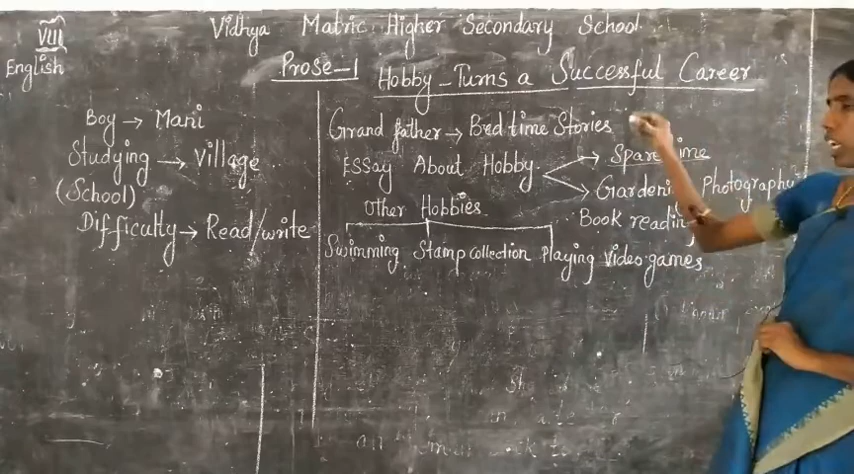 VIII
English
Vidhya Matric Higher Secondary School
Prose-1 Hobby-Turns a Successful Career
Boy → Mani
Studying → Village
(School)
Difficulty → Read/write
Grand father → Bed time Stories
ESSay About Hobby → Spare time
→ Gardening Photography
Book reading
Other Hobbies
Swimming Stamp collection Playing Video games